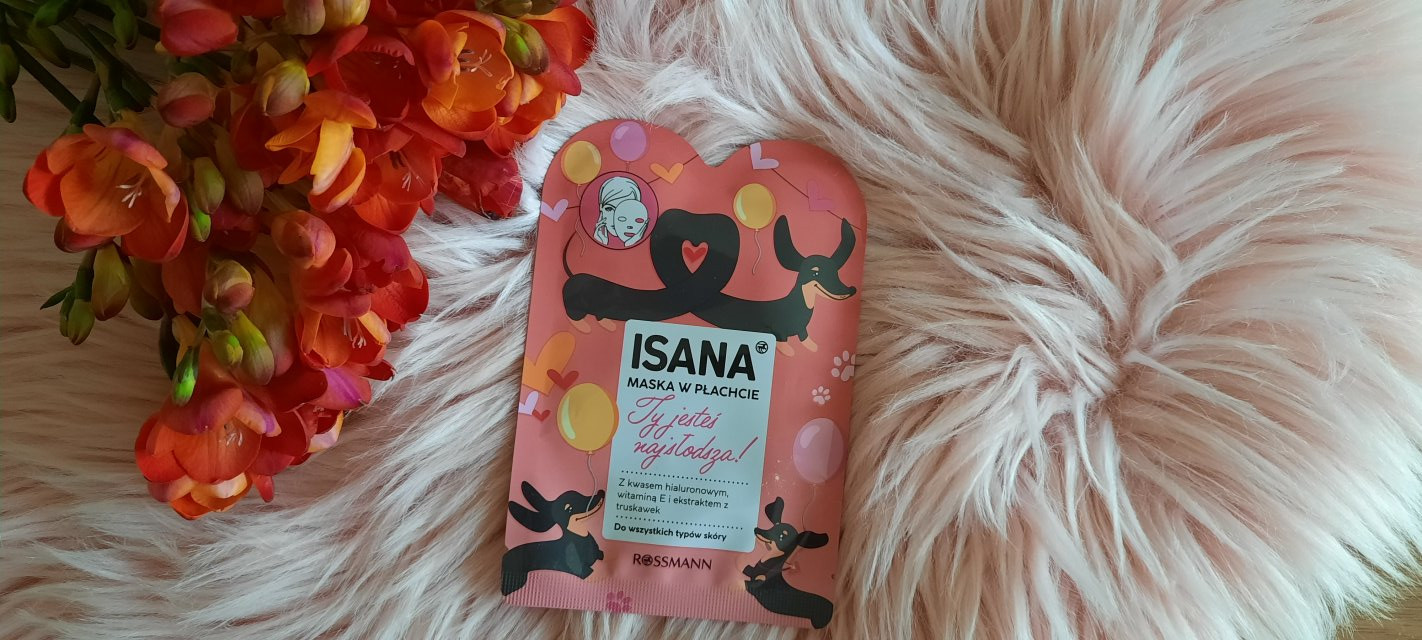 ISANA
MASKA W PŁACHCIE
Ty jesteś
najsłodsza!
Z kwasem hialuronowym,
witaminą E i ekstraktem z
truskawek
Do wszystkich typów skóry
ROSSMANN